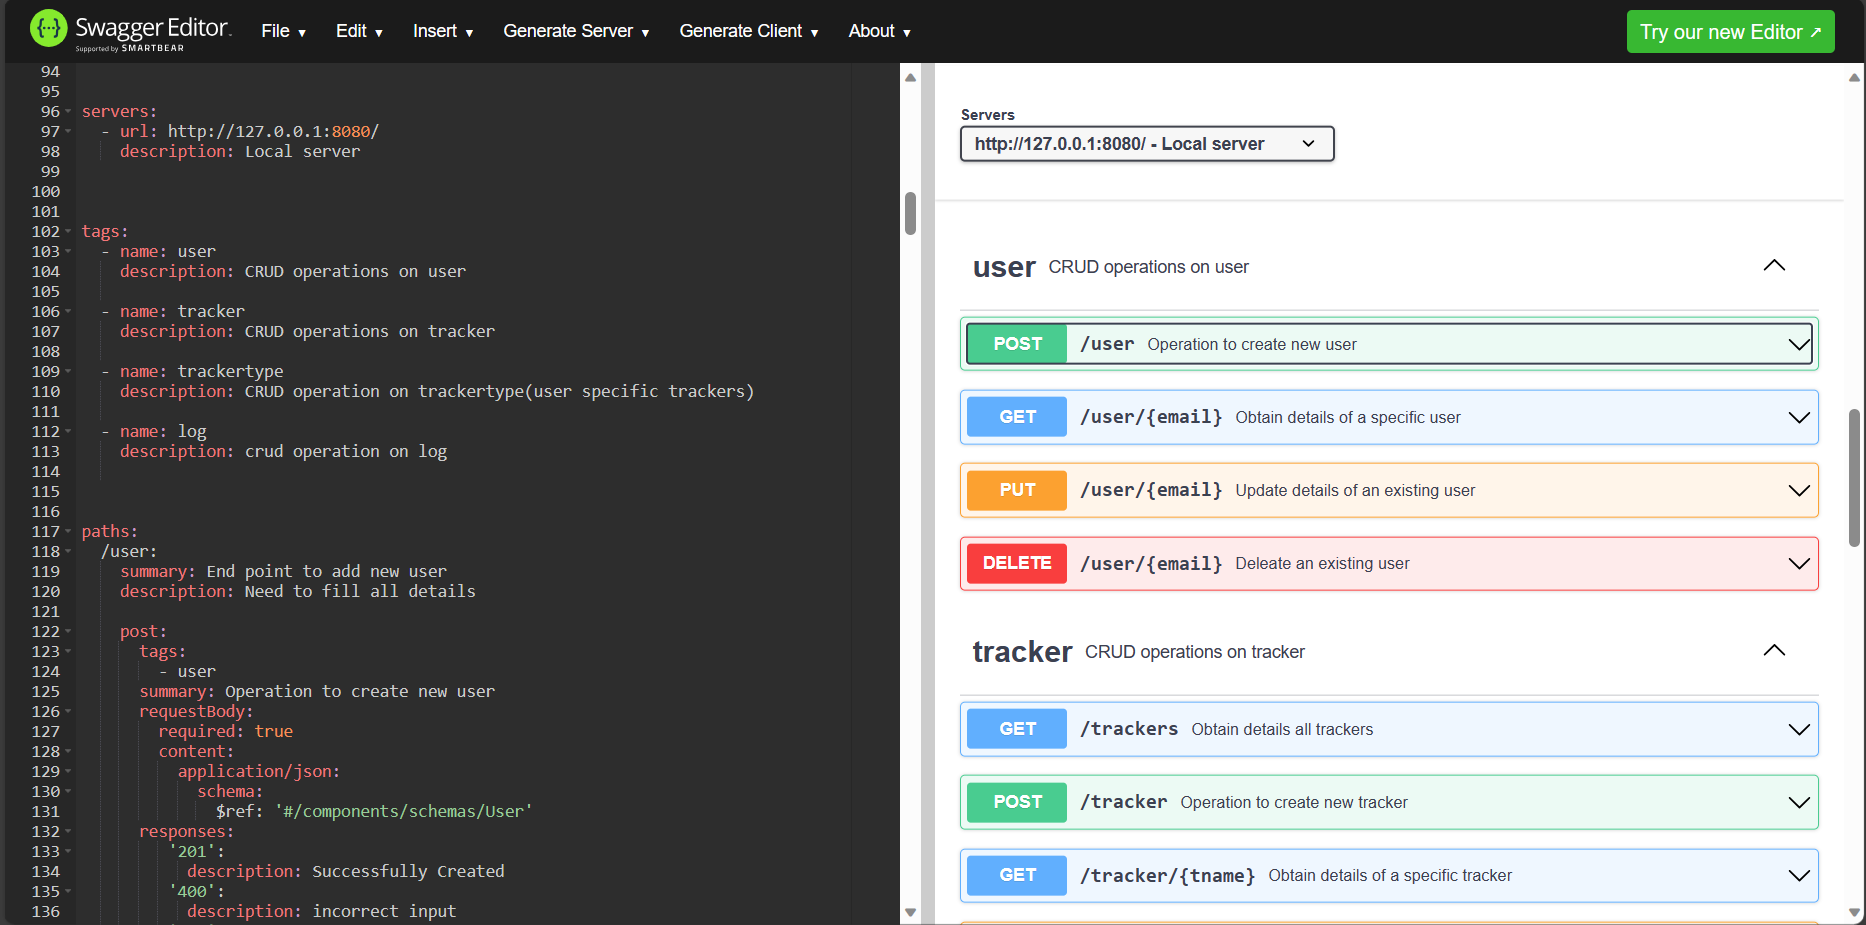 Swagger Editor.
Supported by SMARTBEAR
File ▼ Edit ▼ Insert ▼ Generate Server ▼ Generate Client ▼ About ▼
Try our new Editor ↗
94
95
96 servers:
97 - url: http://127.0.0.1:8080/
98 description: Local server
99
100
101
102 tags:
103 - name: user
104 description: CRUD operations on user
105
106 - name: tracker
107 description: CRUD operations on tracker
108
109 - name: trackertype
110 description: CRUD operation on trackertype(user specific trackers)
111
112 - name: log
113 description: crud operation on log
114
115
116
117 paths:
118 /user:
119 summary: End point to add new user
120 description: Need to fill all details
121
122 post:
123 tags:
124 - user
125 summary: Operation to create new user
126 requestBody:
127 required: true
128 content:
129 application/json:
130 schema:
131 $ref: '#/components/schemas/User'
132 responses:
133 '201':
134 description: Successfully Created
135 '400':
136 description: incorrect input
Servers
http://127.0.0.1:8080/ - Local server
user CRUD operations on user
POST /user Operation to create new user
GET /user/{email} Obtain details of a specific user
PUT /user/{email} Update details of an existing user
DELETE /user/{email} Deleate an existing user
tracker CRUD operations on tracker
GET /trackers Obtain details all trackers
POST /tracker Operation to create new tracker
GET /tracker/{tname} Obtain details of a specific tracker